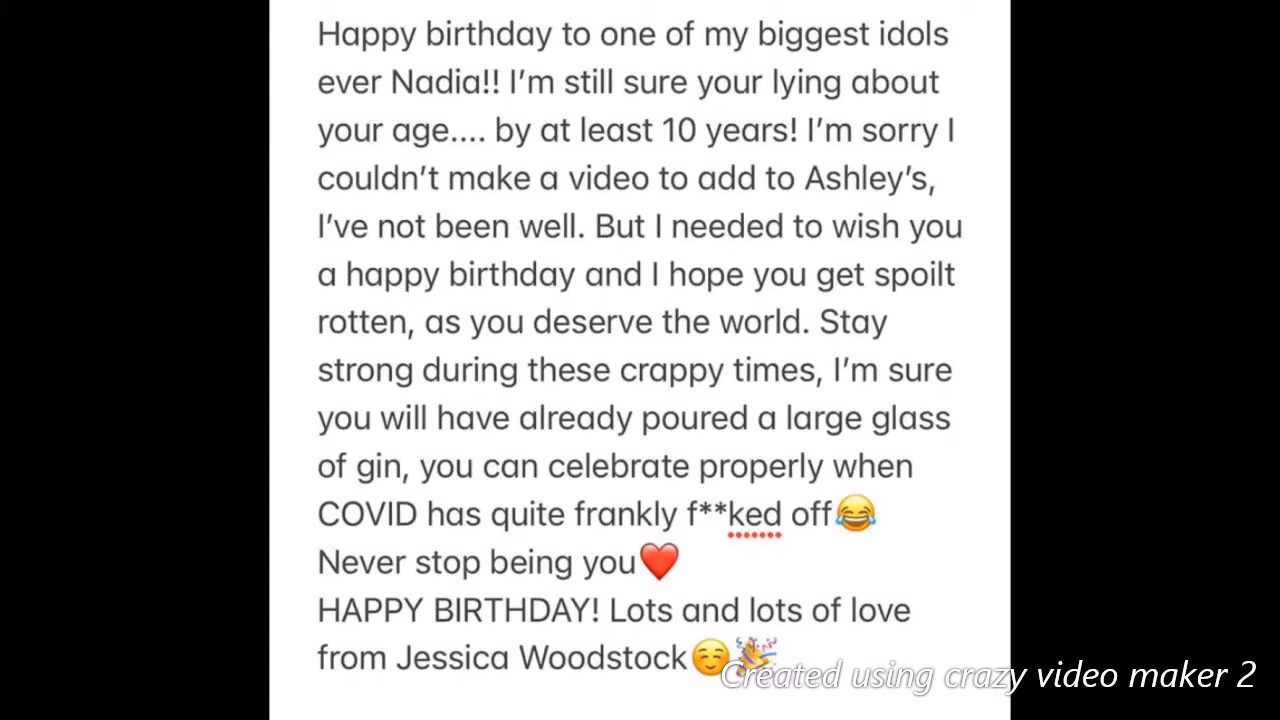 Happy birthday to one of my biggest idols
ever Nadia!! I’m still sure your lying about
your age.... by at least 10 years! I’m sorry I
couldn’t make a video to add to Ashley’s,
I’ve not been well. But I needed to wish you
a happy birthday and I hope you get spoilt
rotten, as you deserve the world. Stay
strong during these crappy times, I’m sure
you will have already poured a large glass
of gin, you can celebrate properly when
COVID has quite frankly f**ked off😂
Never stop being you❤️
HAPPY BIRTHDAY! Lots and lots of love
from Jessica Woodstock☺️🎉
Created using crazy video maker 2